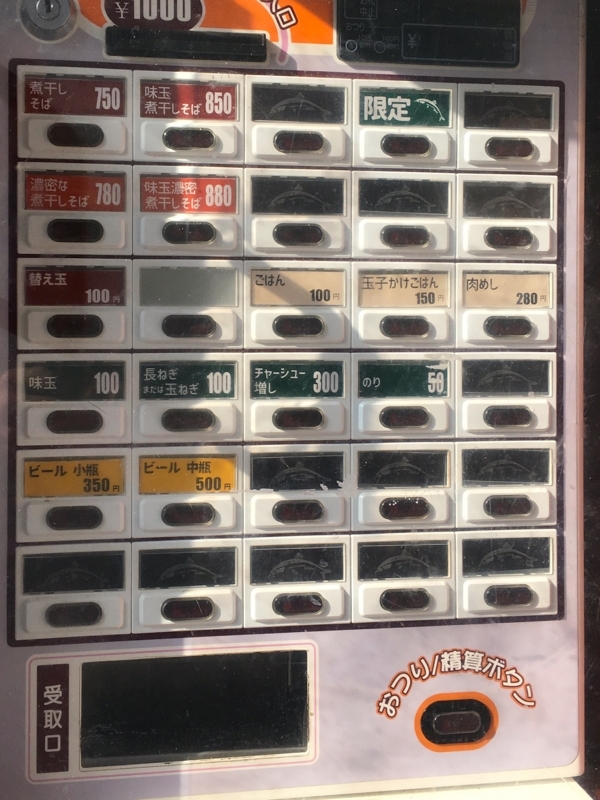 ¥1000
¥
煮干し
そば 750
味玉
煮干しそば 850
限定
濃密な
煮干しそば 780
味玉濃密
煮干しそば 880
替え玉
100円
ごはん
100円
玉子かけごはん
150円
肉めし
280円
味玉 100
長ねぎ
または玉ねぎ 100
チャーシュー
増し 300
のり 50
ビール 小瓶
350円
ビール 中瓶
500円
受取口
おつり/精算ボタン